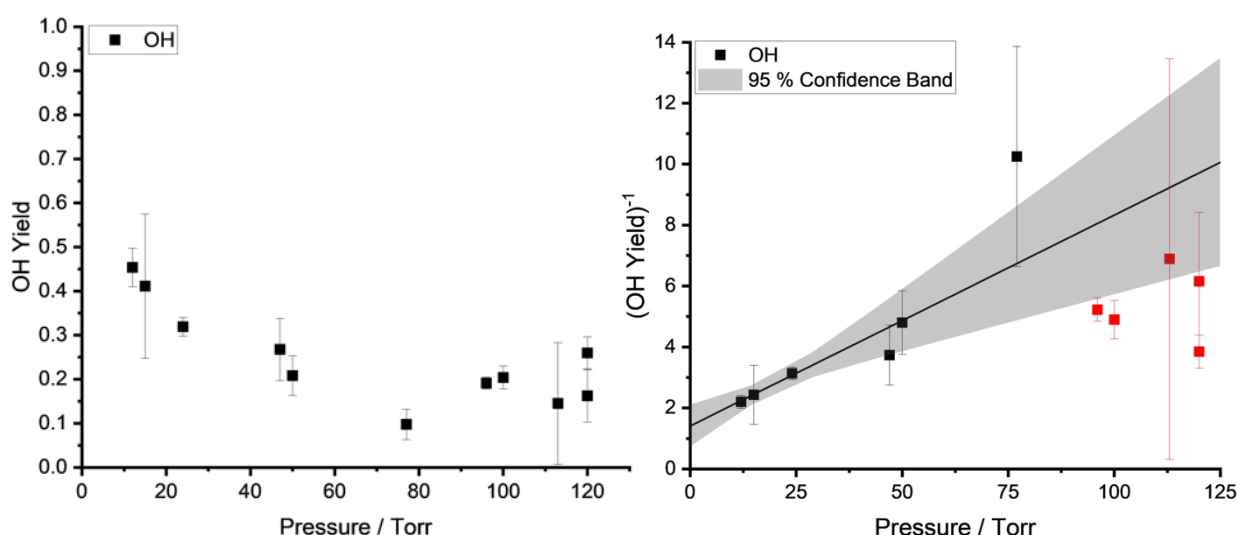 1.0
0.9
0.8
0.7
0.6
0.5
0.4
0.3
0.2
0.1
0.0
OH Yield
OH
0 20 40 60 80 100 120
Pressure / Torr
14
12
10
8
6
4
2
0
(OH Yield)-1
OH
95 % Confidence Band
0 25 50 75 100 125
Pressure / Torr